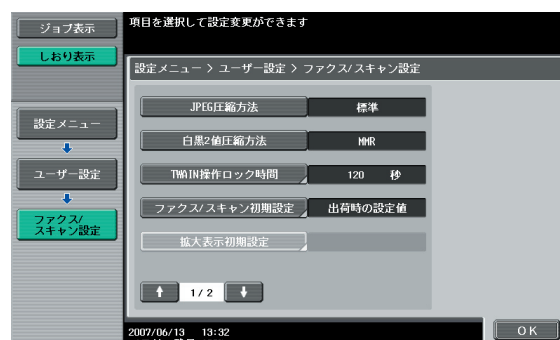 ジョブ表示
項目を選択して設定変更ができます
しおり表示
設定メニュー > ユーザー設定 > ファクス/スキャン設定
設定メニュー
ユーザー設定
ファクス/
スキャン設定
JPEG圧縮方法
標準
白黒2値圧縮方法
MMR
TWAIN操作ロック時間
120 秒
ファクス/スキャン初期設定
出荷時の設定値
拡大表示初期設定
1/2
2007/06/13 13:32
OK